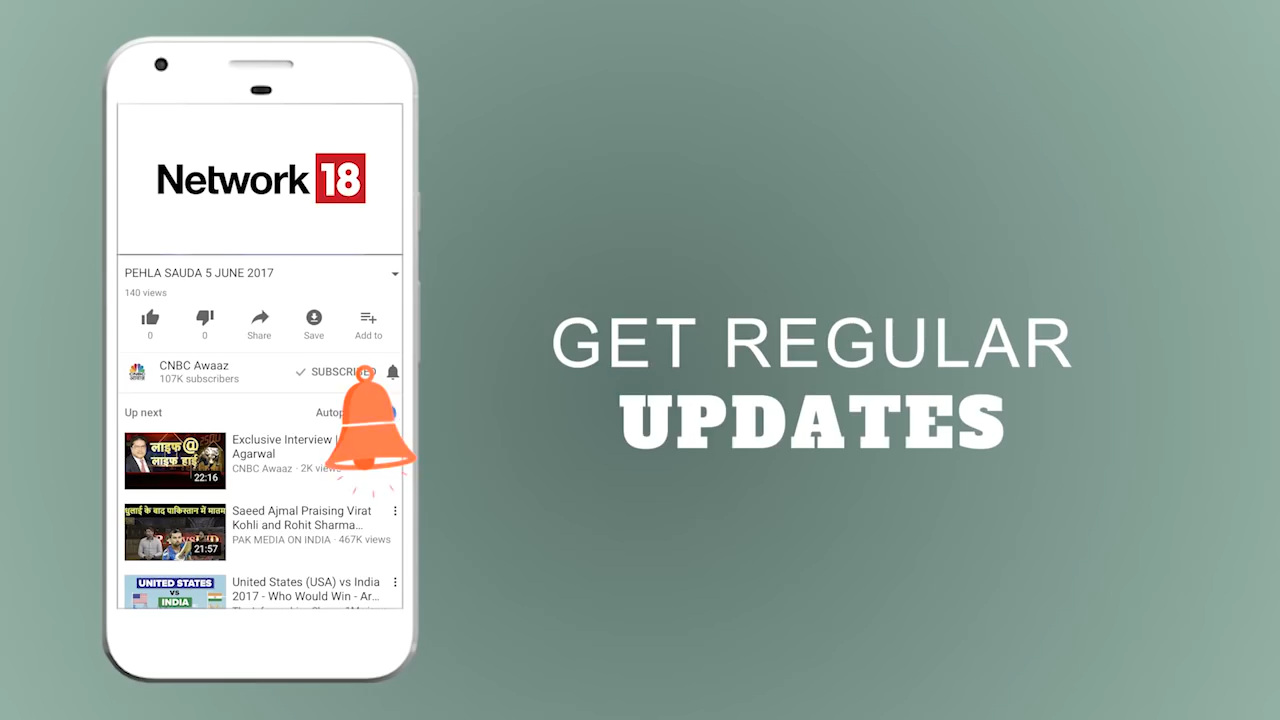 Network 18
PEHLA SAUDA 5 JUNE 2017
140 views
0
0
Share
Save
Add to
CNBC Awaaz
107K subscribers
Up next
Exclusive Interview
Agarwal
CNBC Awaaz · 2K
लाइफ @
लाइफ हाई
22:16
Saeed Ajmal Praising Virat
Kohli and Rohit Sharma...
PAK MEDIA ON INDIA · 467K views
के बाद पाकिस्तान में
21:57
United States (USA) vs India
2017 - Who Would Win - Ar...
UNITED STATES
VS
INDIA
GET REGULAR
UPDATES